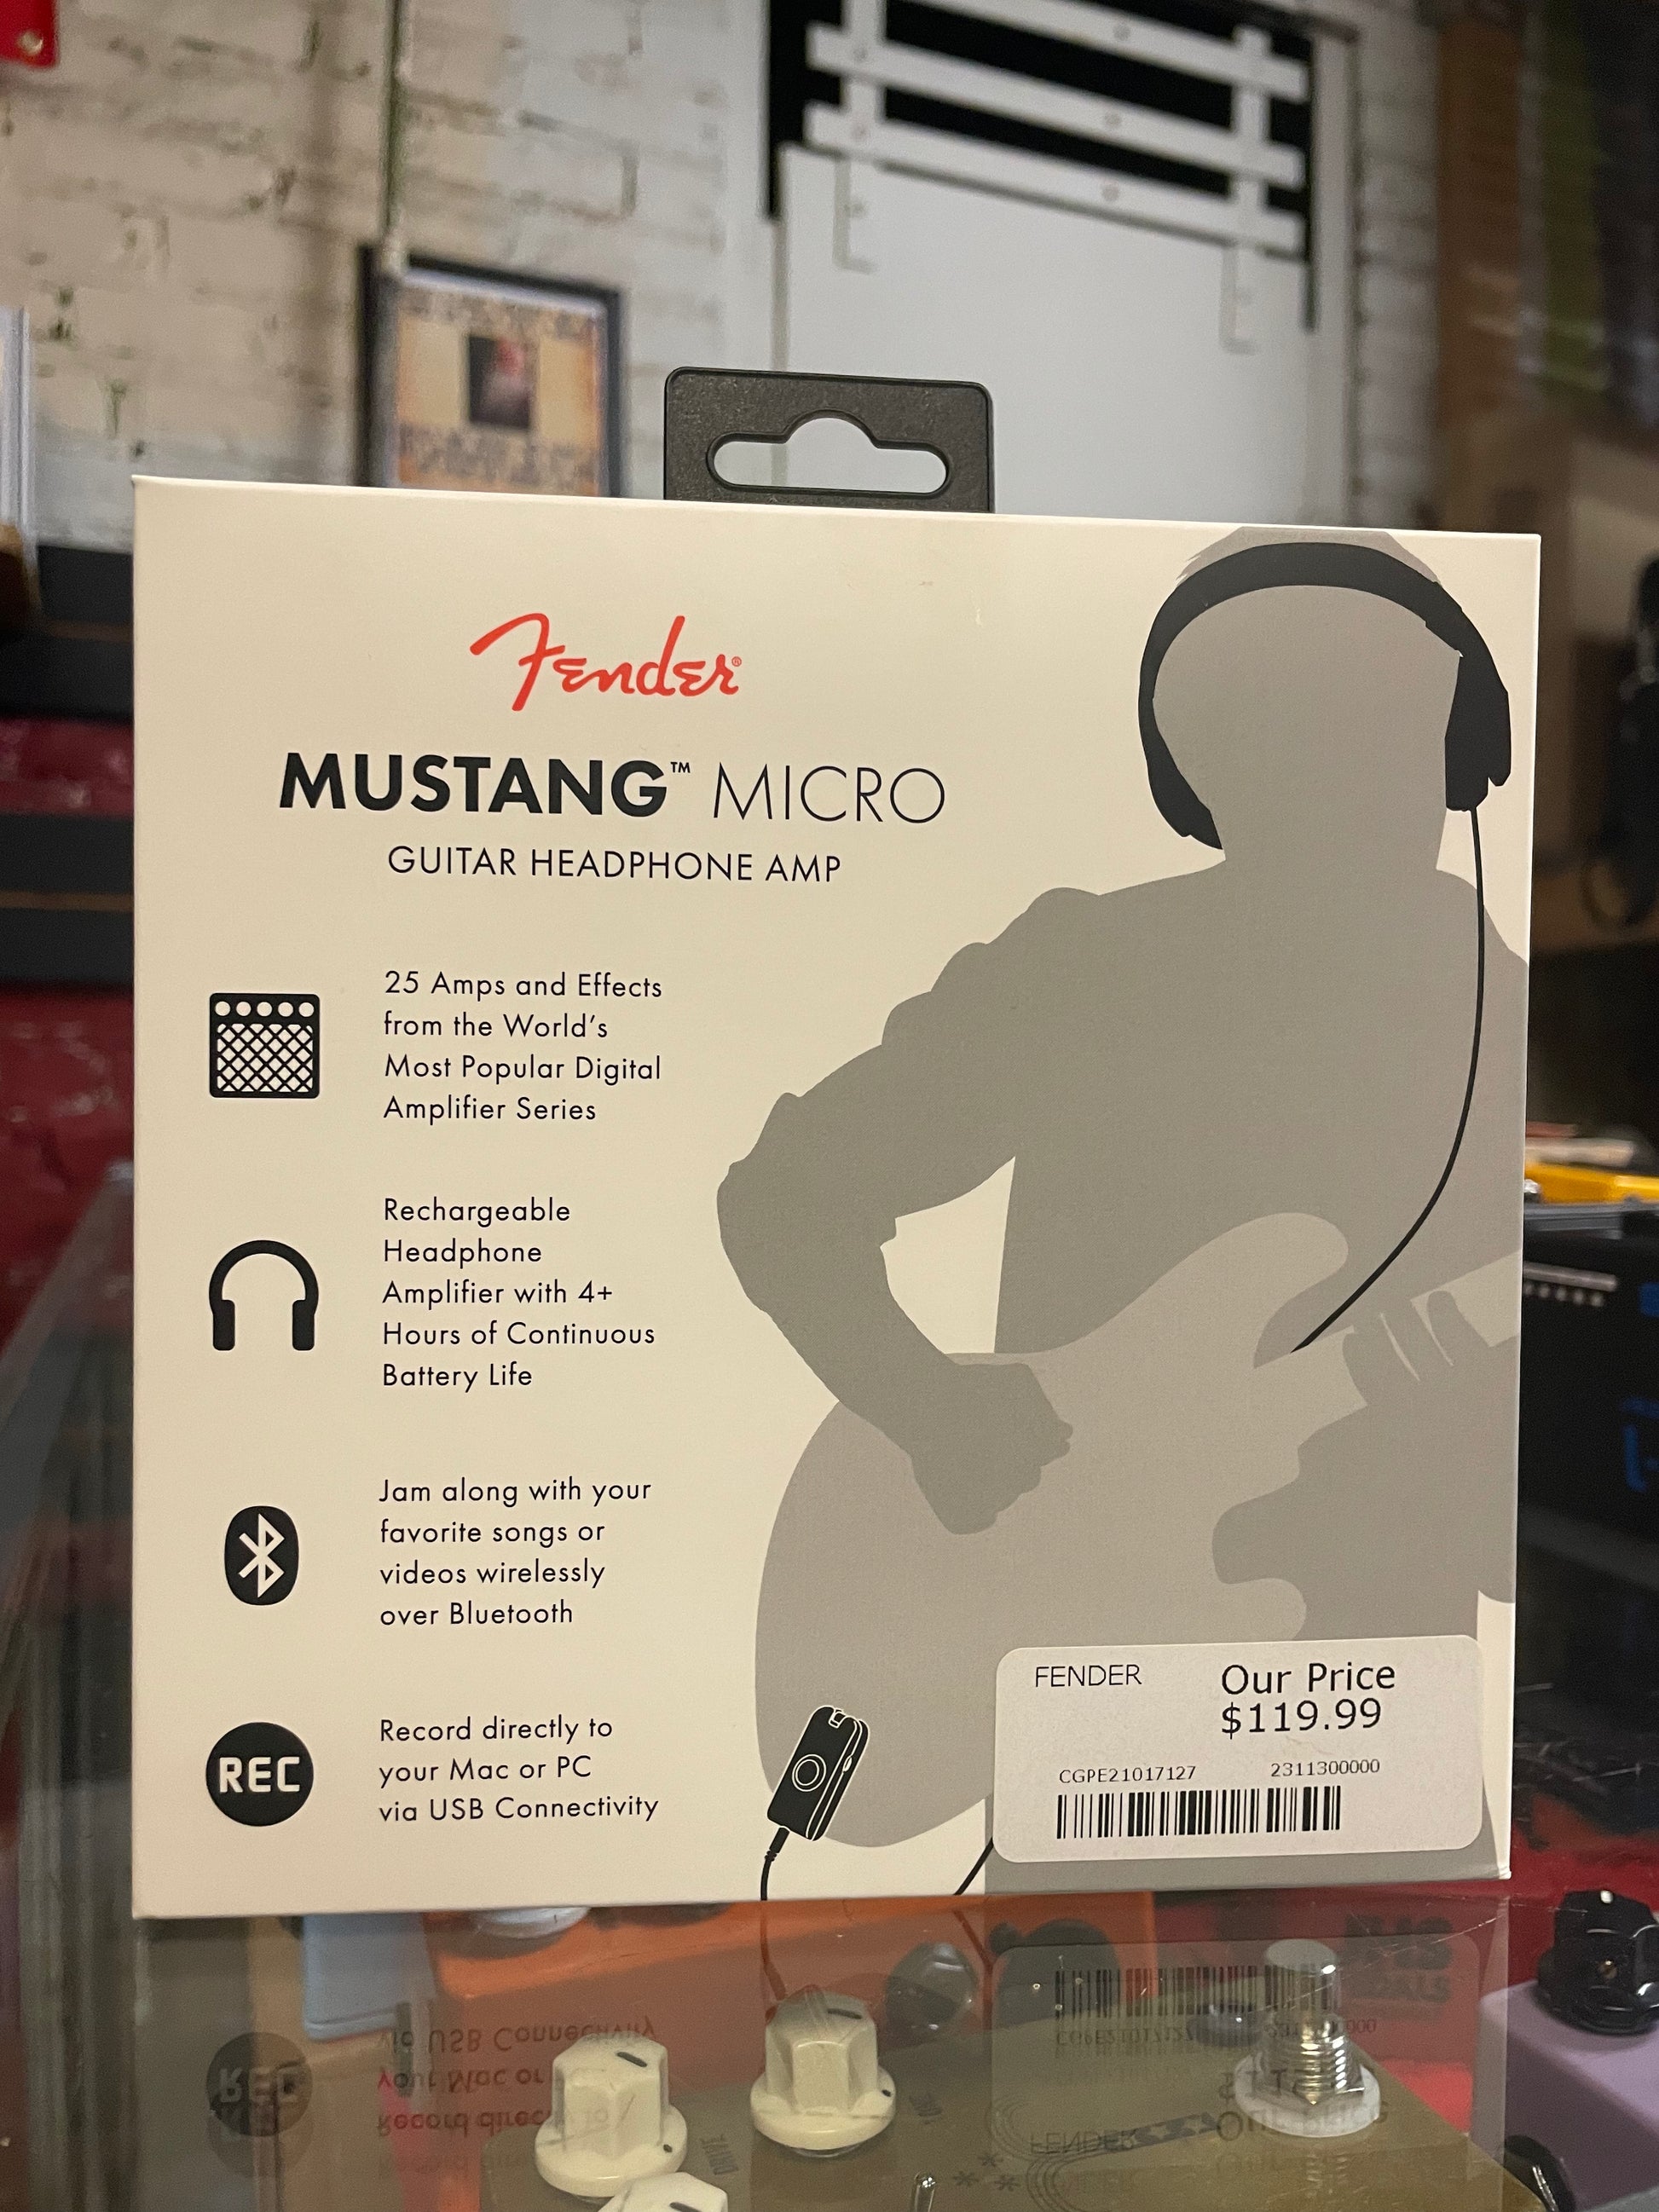 Fender®
MUSTANG™ MICRO
GUITAR HEADPHONE AMP
25 Amps and Effects
from the World's
Most Popular Digital
Amplifier Series
Rechargeable
Headphone
Amplifier with 4+
Hours of Continuous
Battery Life
Jam along with your
favorite songs or
videos wirelessly
over Bluetooth
REC
Record directly to
your Mac or PC
via USB Connectivity
FENDER
Our Price
$119.99
CGPE21017127 2311300000
DRIVE